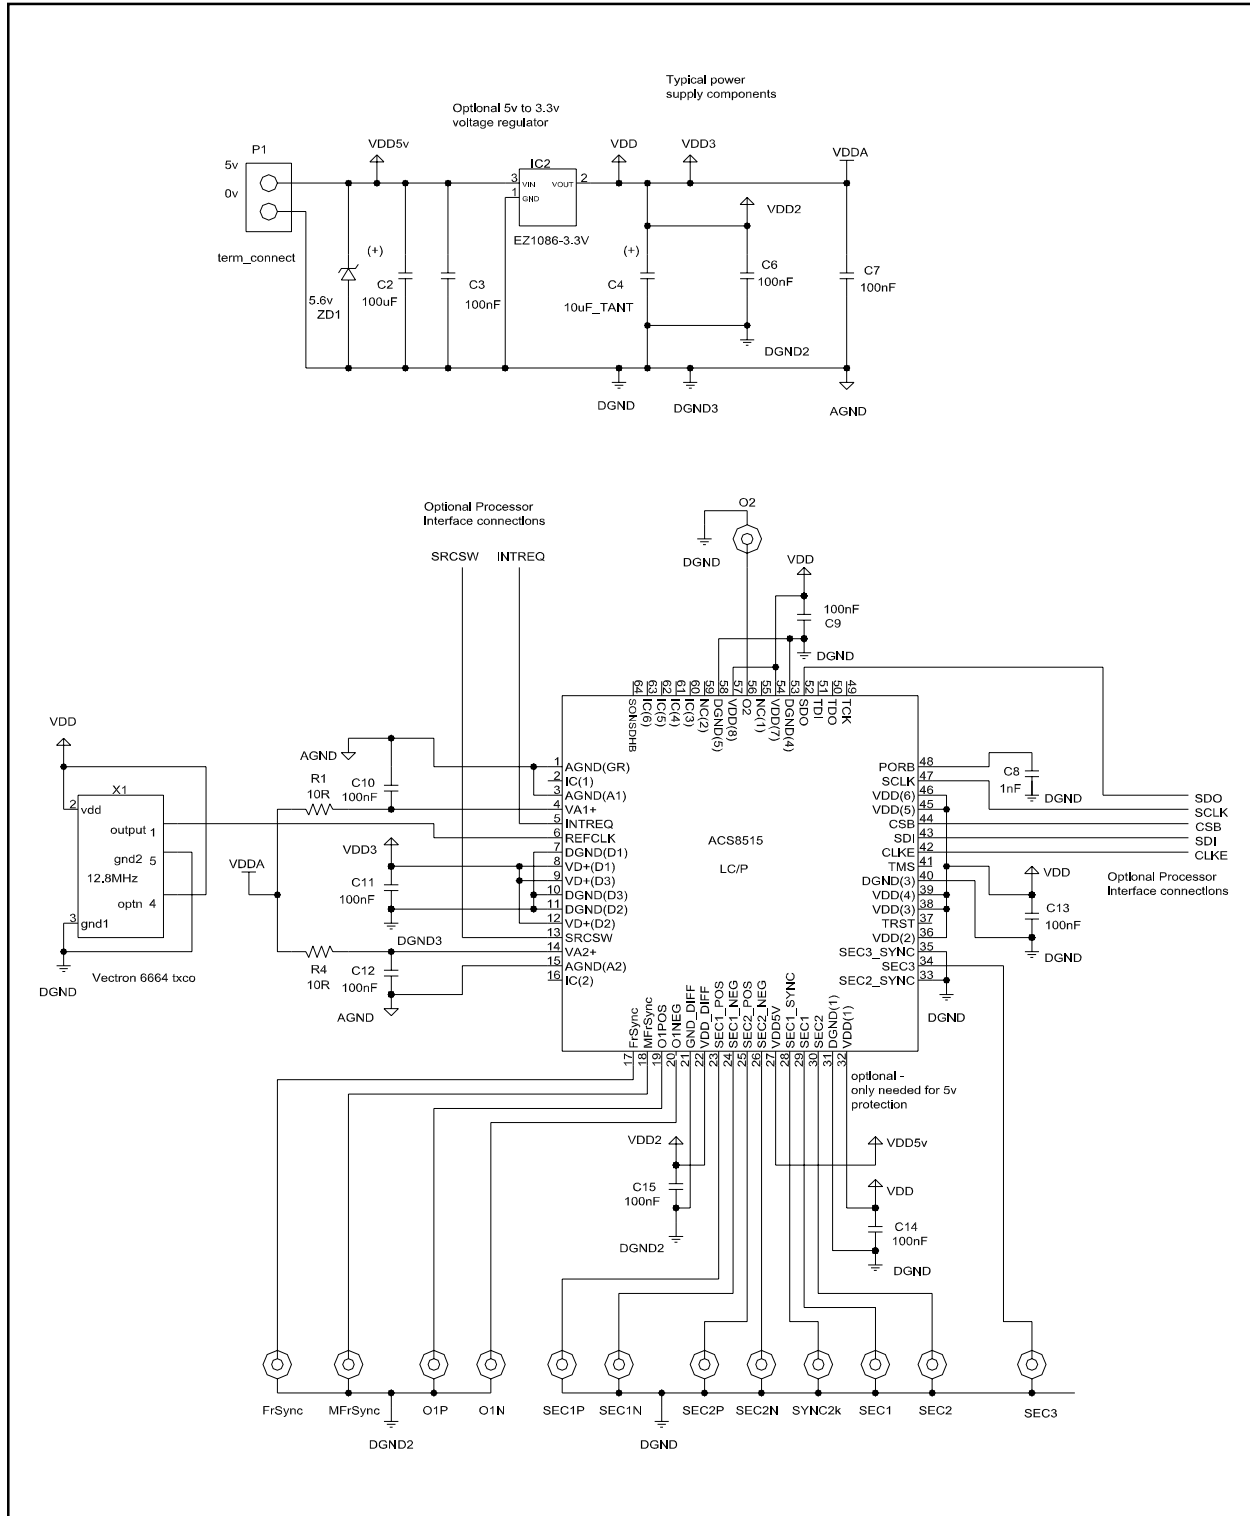 Typical power
supply components
Optional 5v to 3.3v
voltage regulator
P1
5v
0v
term_connect
VDD5v
IC2
3
VIN
VOUT
2
1
GND
EZ1086-3.3V
VDD
VDD3
VDDA
VDD2
(+)
C2
100uF
C3
100nF
5.6v
ZD1
(+)
C4
10uF_TANT
C6
100nF
C7
100nF
DGND2
DGND
DGND3
AGND
Optional Processor
Interface connections
SRCSW
INTREQ
O2
DGND
VDD
100nF
C9
DGND
64
63
62
61
60
59
58
57
56
55
54
53
52
51
50
49
SONSDHB
IC(6)
IC(5)
IC(4)
IC(3)
NC(2)
DGND(5)
VDD(8)
O2
NC(1)
VDD(7)
DGND(4)
SDO
TDI
TDO
TCK
VDD
X1
2
vdd
output
1
gnd2
5
12.8MHz
optn
4
3
gnd1
DGND
Vectron 6664 txco
AGND
R1
10R
C10
100nF
VDDA
VDD3
C11
100nF
DGND3
R4
10R
C12
100nF
AGND
1 AGND(GR)
2 IC(1)
3 AGND(A1)
4 VA1+
5 INTREQ
6 REFCLK
7 DGND(D1)
8 VD+(D1)
9 VD+(D3)
10 DGND(D3)
11 DGND(D2)
12 VD+(D2)
13 SRCSW
14 VA2+
15 AGND(A2)
16 IC(2)
ACS8515
LC/P
PORB 48
SCLK 47
VDD(6) 46
VDD(5) 45
CSB 44
SDI 43
CLKE 42
TMS 41
DGND(3) 40
VDD(4) 39
VDD(3) 38
TRST 37
VDD(2) 36
SEC3_SYNC 35
SEC3 34
SEC2_SYNC 33
C8
1nF
DGND
SDO
SCLK
CSB
SDI
CLKE
Optional Processor
Interface connections
VDD
C13
100nF
DGND
DGND
FrSync
MFrSync
O1POS
O1NEG
GND_DIFF
VDD_DIFF
SEC1_POS
SEC1_NEG
SEC2_POS
SEC2_NEG
VDD5V
SEC1_SYNC
SEC1
SEC2
DGND(1)
VDD(1)
17
18
19
20
21
22
23
24
25
26
27
28
29
30
31
32
optional -
only needed for 5v
protection
VDD2
C15
100nF
DGND2
VDD5v
VDD
C14
100nF
DGND
FrSync
MFrSync
O1P
O1N
SEC1P
SEC1N
SEC2P
SEC2N
SYNC2k
SEC1
SEC2
SEC3
DGND2
DGND